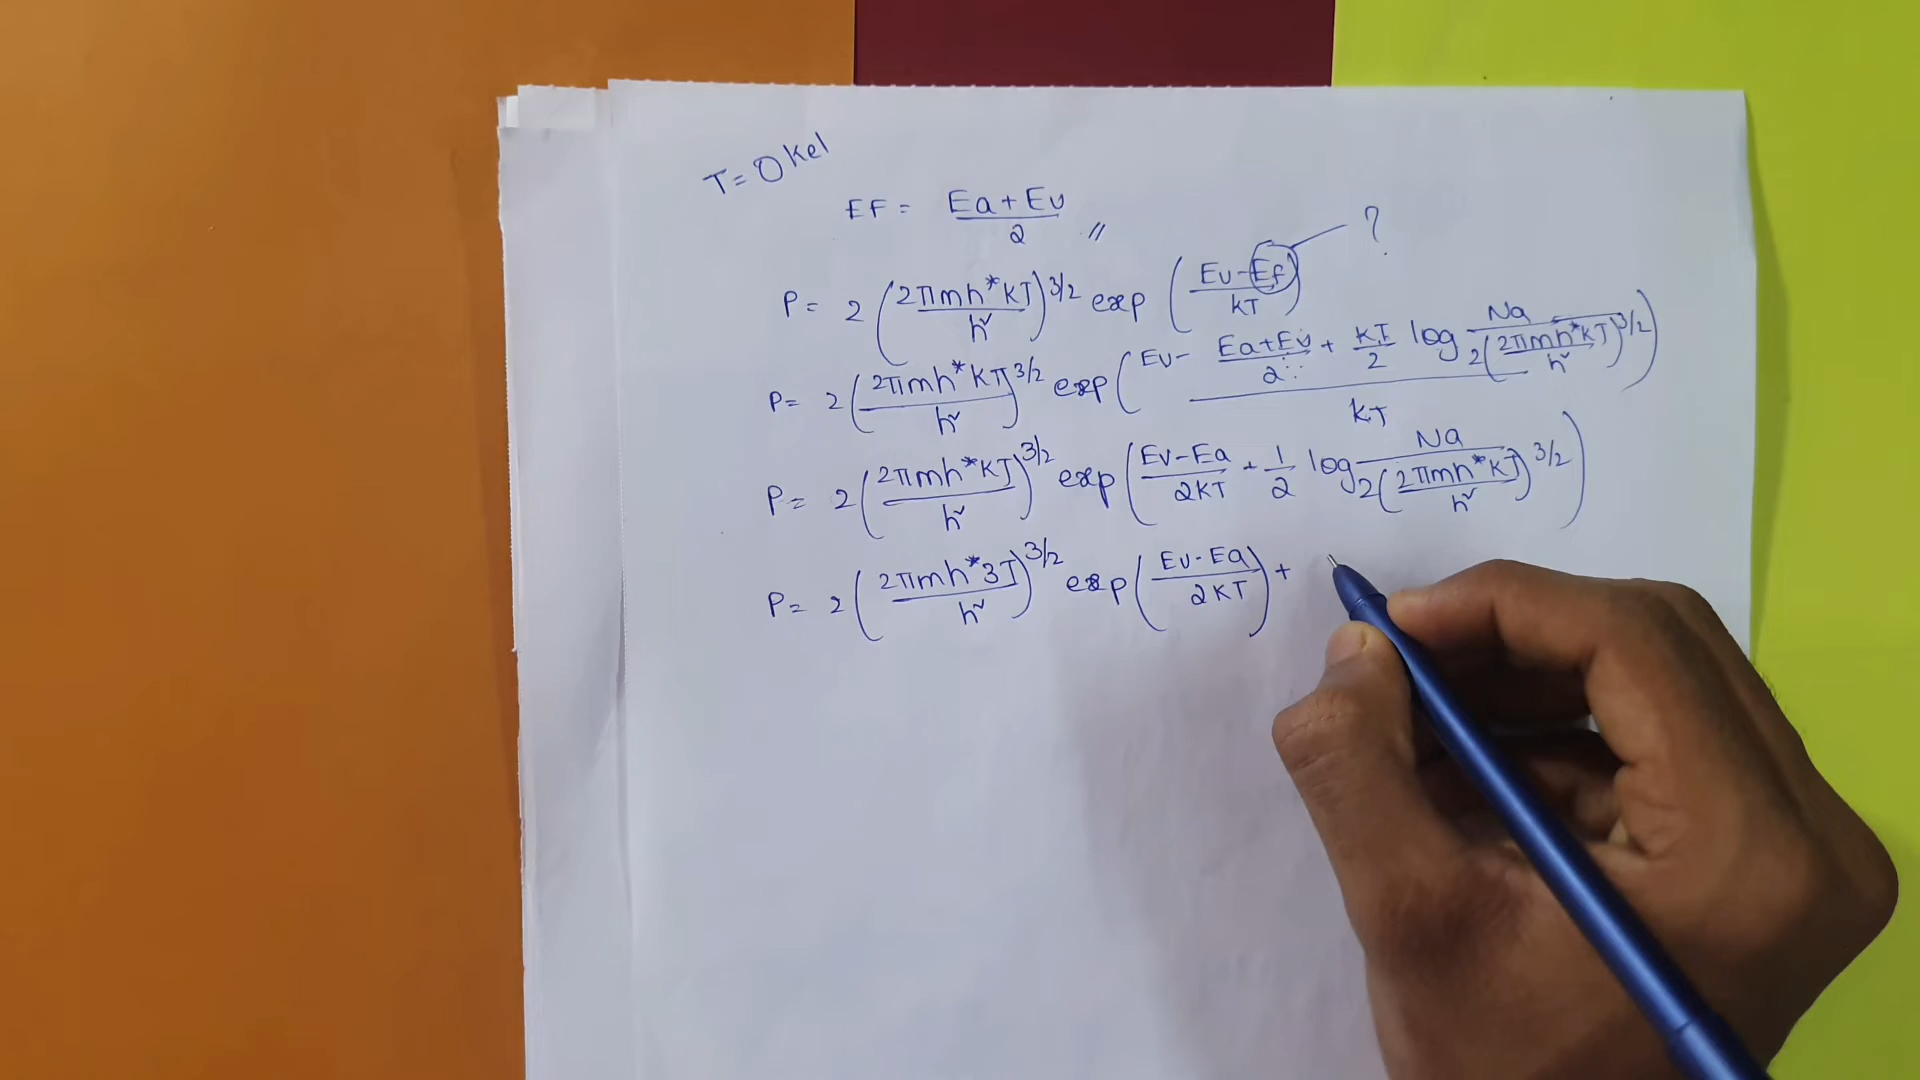 T= 0 Kel
EF = Ea+Ev/2 //
P= 2 (2πmh*kT/h²)^3/2 exp (Ev-Ef/kT) ?
P= 2 (2πmh*kT/h²)^3/2 exp (Ev- Ea+Ev/2 + kT/2 log Na/2(2πmh*kT/h²)^3/2 / kT)
P= 2 (2πmh*kT/h²)^3/2 exp (Ev-Ea/2kT + 1/2 log Na/2(2πmh*kT/h²)^3/2)
P= 2 (2πmh*3T/h²)^3/2 exp (Ev-Ea/2kT) +